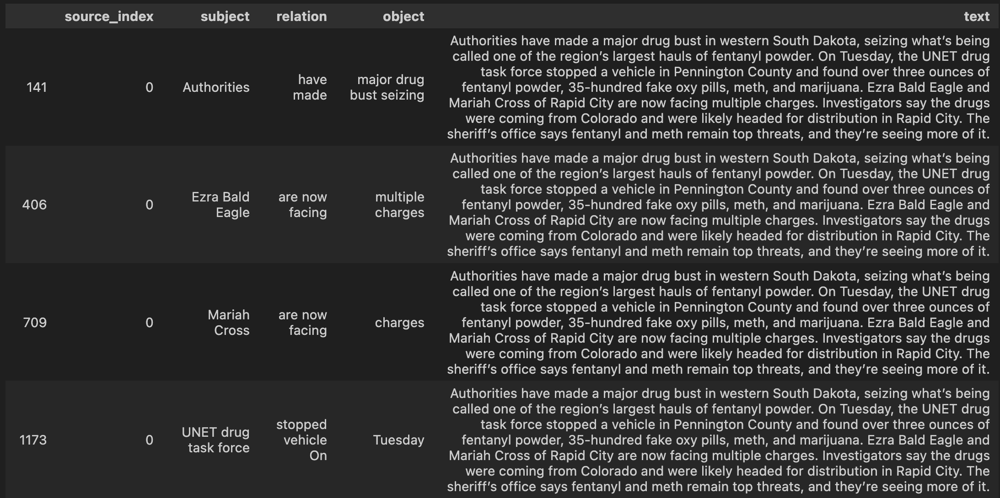 source_index subject relation object text
141 0 Authorities have made major drug bust seizing Authorities have made a major drug bust in western South Dakota, seizing what’s being
called one of the region’s largest hauls of fentanyl powder. On Tuesday, the UNET drug
task force stopped a vehicle in Pennington County and found over three ounces of
fentanyl powder, 35-hundred fake oxy pills, meth, and marijuana. Ezra Bald Eagle and
Mariah Cross of Rapid City are now facing multiple charges. Investigators say the drugs
were coming from Colorado and were likely headed for distribution in Rapid City. The
sheriff’s office says fentanyl and meth remain top threats, and they’re seeing more of it.
406 0 Ezra Bald Eagle are now facing multiple charges Authorities have made a major drug bust in western South Dakota, seizing what’s being
called one of the region’s largest hauls of fentanyl powder. On Tuesday, the UNET drug
task force stopped a vehicle in Pennington County and found over three ounces of
fentanyl powder, 35-hundred fake oxy pills, meth, and marijuana. Ezra Bald Eagle and
Mariah Cross of Rapid City are now facing multiple charges. Investigators say the drugs
were coming from Colorado and were likely headed for distribution in Rapid City. The
sheriff’s office says fentanyl and meth remain top threats, and they’re seeing more of it.
709 0 Mariah Cross are now facing charges Authorities have made a major drug bust in western South Dakota, seizing what’s being
called one of the region’s largest hauls of fentanyl powder. On Tuesday, the UNET drug
task force stopped a vehicle in Pennington County and found over three ounces of
fentanyl powder, 35-hundred fake oxy pills, meth, and marijuana. Ezra Bald Eagle and
Mariah Cross of Rapid City are now facing multiple charges. Investigators say the drugs
were coming from Colorado and were likely headed for distribution in Rapid City. The
sheriff’s office says fentanyl and meth remain top threats, and they’re seeing more of it.
1173 0 UNET drug task force stopped vehicle On Tuesday Authorities have made a major drug bust in western South Dakota, seizing what’s being
called one of the region’s largest hauls of fentanyl powder. On Tuesday, the UNET drug
task force stopped a vehicle in Pennington County and found over three ounces of
fentanyl powder, 35-hundred fake oxy pills, meth, and marijuana. Ezra Bald Eagle and
Mariah Cross of Rapid City are now facing multiple charges. Investigators say the drugs
were coming from Colorado and were likely headed for distribution in Rapid City. The
sheriff’s office says fentanyl and meth remain top threats, and they’re seeing more of it.